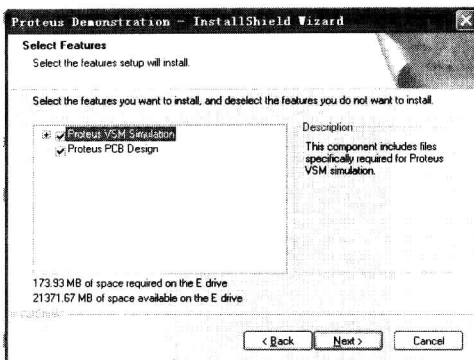 Proteus Demonstration - InstallShield Wizard
Select Features
Select the features setup will install.
Select the features you want to install, and deselect the features you do not want to install.
Proteus VSM Simulation
Proteus PCB Design
Description
This component includes files
specifically required for Proteus
VSM simulation.
173.93 MB of space required on the E drive
21371.67 MB of space available on the E drive
< Back
Next >
Cancel